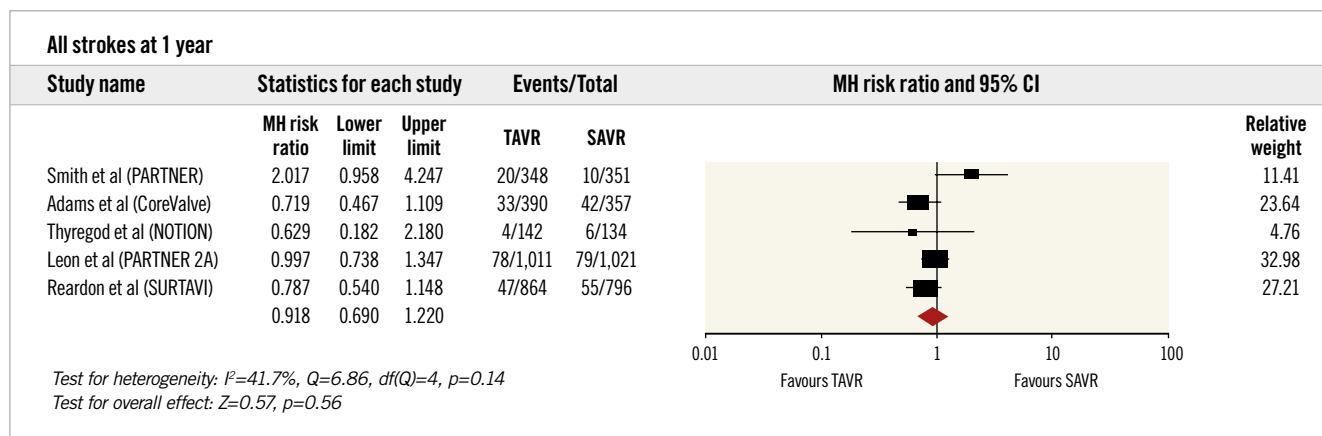 All strokes at 1 year
Study name Statistics for each study Events/Total MH risk ratio and 95% CI
MH risk ratio Lower limit Upper limit TAVR SAVR Relative weight
Smith et al (PARTNER) 2.017 0.958 4.247 20/348 10/351 11.41
Adams et al (CoreValve) 0.719 0.467 1.109 33/390 42/357 23.64
Thyregod et al (NOTION) 0.629 0.182 2.180 4/142 6/134 4.76
Leon et al (PARTNER 2A) 0.997 0.738 1.347 78/1,011 79/1,021 32.98
Reardon et al (SURTAVI) 0.787 0.540 1.148 47/864 55/796 27.21
0.918 0.690 1.220
0.01 0.1 1 10 100
Favours TAVR Favours SAVR
Test for heterogeneity: I²=41.7%, Q=6.86, df(Q)=4, p=0.14
Test for overall effect: Z=0.57, p=0.56